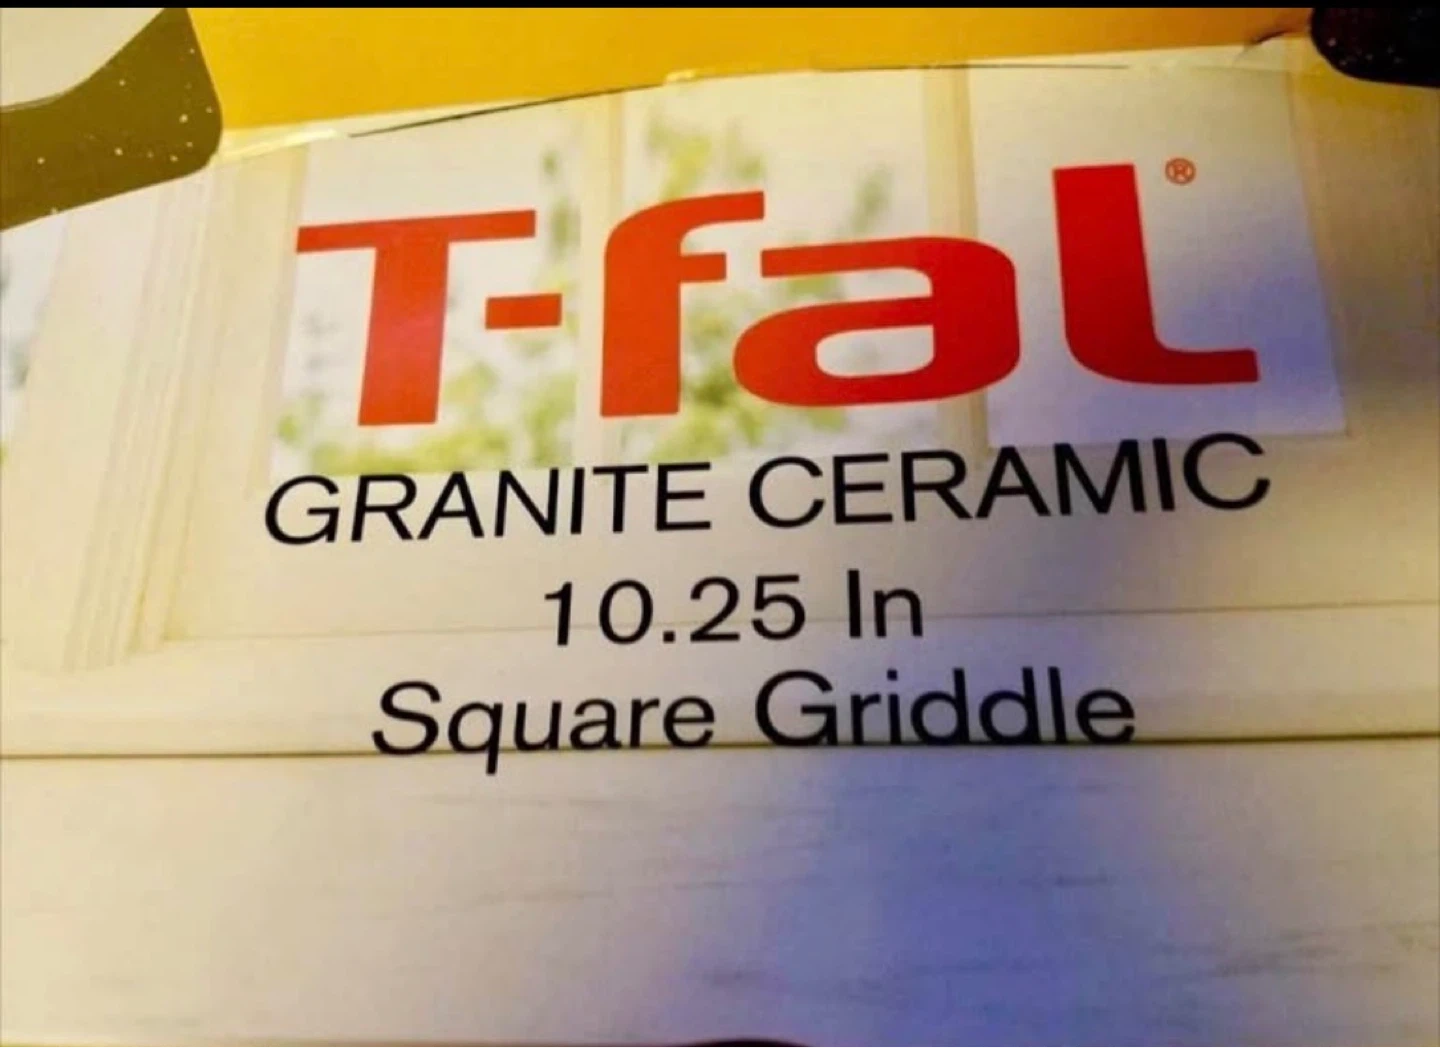 T-fal®
GRANITE CERAMIC
10.25 In
Square Griddle